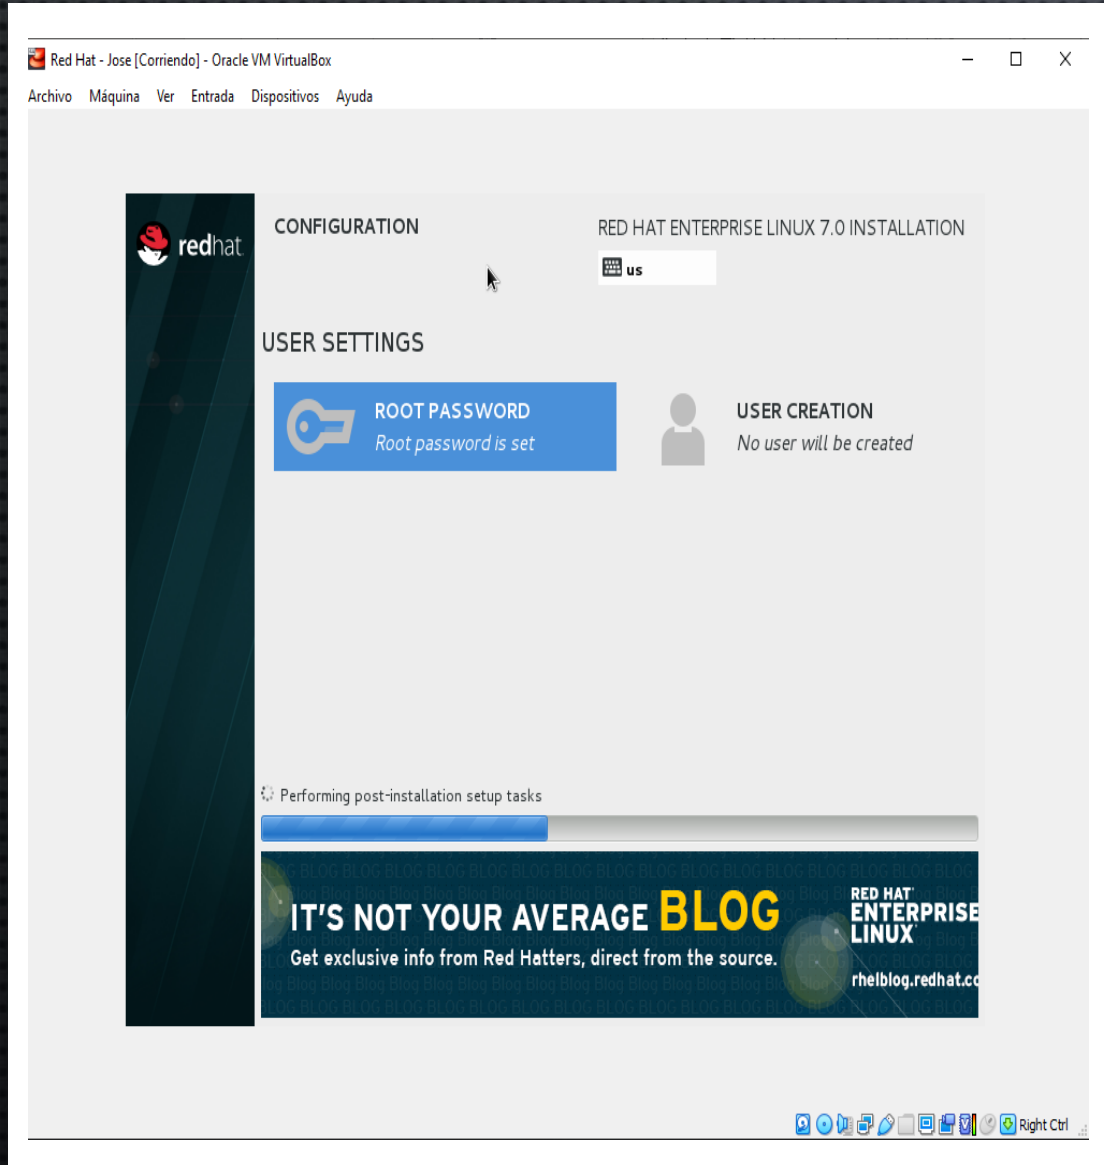 Red Hat - Jose [Corriendo] - Oracle VM VirtualBox
Archivo Máquina Ver Entrada Dispositivos Ayuda
redhat.
CONFIGURATION
RED HAT ENTERPRISE LINUX 7.0 INSTALLATION
us
USER SETTINGS
ROOT PASSWORD
Root password is set
USER CREATION
No user will be created
Performing post-installation setup tasks
IT'S NOT YOUR AVERAGE BLOG
Get exclusive info from Red Hatters, direct from the source.
RED HAT
ENTERPRISE
LINUX
rhelblog.redhat.co
Right Ctrl